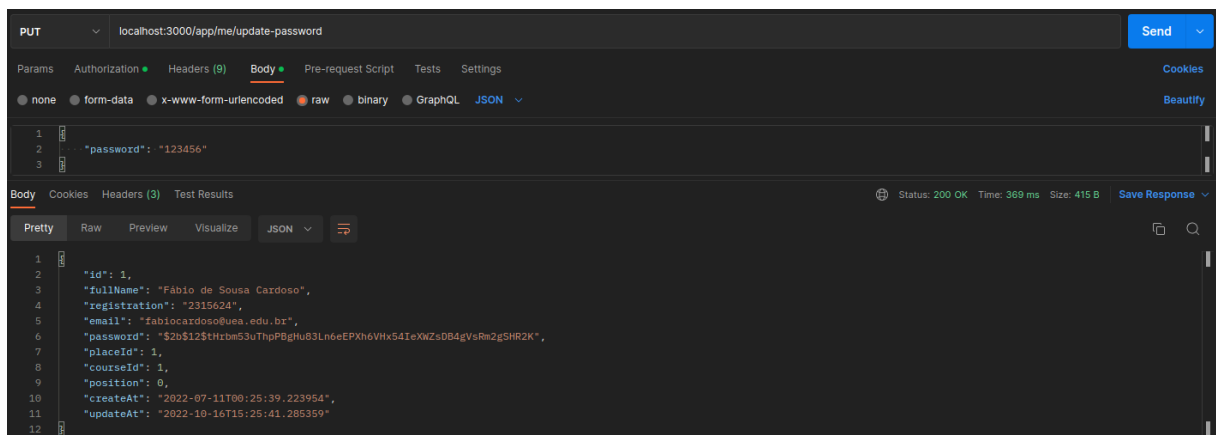 PUT localhost:3000/app/me/update-password Send
Params Authorization Headers (9) Body Pre-request Script Tests Settings Cookies
none form-data x-www-form-urlencoded raw binary GraphQL JSON Beautify
1 {
2 "password": "123456"
3 }
Body Cookies Headers (3) Test Results Status: 200 OK Time: 369 ms Size: 415 B Save Response
Pretty Raw Preview Visualize JSON
1 {
2 "id": 1,
3 "fullName": "Fábio de Sousa Cardoso",
4 "registration": "2315624",
5 "email": "fabiocardoso@uea.edu.br",
6 "password": "$2b$12$tHrbm53uThpPBgHu83Ln6eEPXh6VHx54IeXWZsDB4gVsRm2gSHR2K",
7 "placeId": 1,
8 "courseId": 1,
9 "position": 0,
10 "createAt": "2022-07-11T00:25:39.223954",
11 "updateAt": "2022-10-16T15:25:41.285359"
12 }